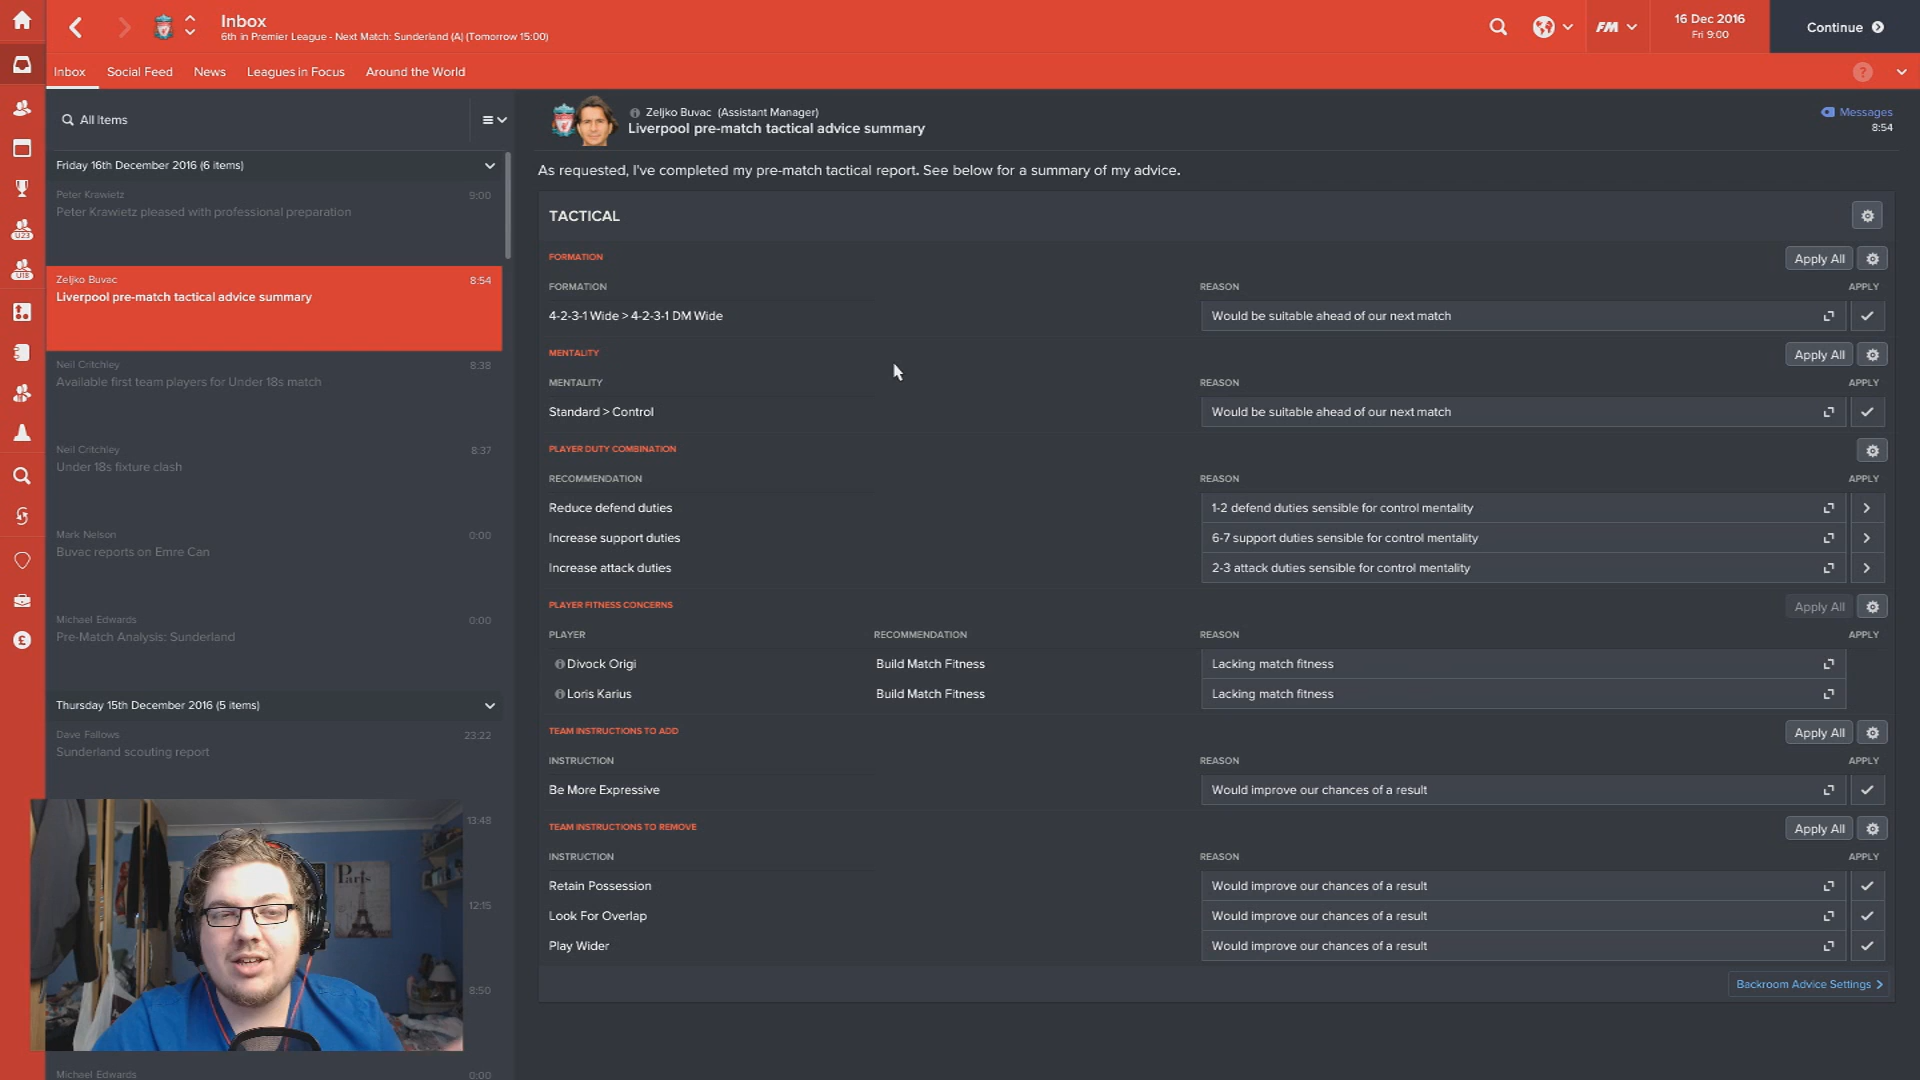 Inbox
6th in Premier League - Next Match: Sunderland (A) (Tomorrow 15:00)
FM
16 Dec 2016
Fri 9:00
Continue
Inbox Social Feed News Leagues in Focus Around the World
?
All Items
Friday 16th December 2016 (6 items)
Peter Krawietz 9:00
Peter Krawietz pleased with professional preparation
Zeljko Buvac 8:54
Liverpool pre-match tactical advice summary
Neil Critchley 8:38
Available first team players for Under 18s match
Neil Critchley 8:37
Under 18s fixture clash
Mark Nelson 0:00
Buvac reports on Emre Can
Michael Edwards 0:00
Pre-Match Analysis: Sunderland
Thursday 15th December 2016 (5 items)
Dave Fallows 23:22
Sunderland scouting report
13:48
12:15
8:50
Michael Edwards 0:00
U23
U18
Paris
Zeljko Buvac (Assistant Manager)
Liverpool pre-match tactical advice summary
Messages
8:54
As requested, I've completed my pre-match tactical report. See below for a summary of my advice.
TACTICAL
FORMATION Apply All
FORMATION REASON APPLY
4-2-3-1 Wide > 4-2-3-1 DM Wide Would be suitable ahead of our next match
MENTALITY Apply All
MENTALITY REASON APPLY
Standard > Control Would be suitable ahead of our next match
PLAYER DUTY COMBINATION
RECOMMENDATION REASON APPLY
Reduce defend duties 1-2 defend duties sensible for control mentality
Increase support duties 6-7 support duties sensible for control mentality
Increase attack duties 2-3 attack duties sensible for control mentality
PLAYER FITNESS CONCERNS Apply All
PLAYER RECOMMENDATION REASON APPLY
Divock Origi Build Match Fitness Lacking match fitness
Loris Karius Build Match Fitness Lacking match fitness
TEAM INSTRUCTIONS TO ADD Apply All
INSTRUCTION REASON APPLY
Be More Expressive Would improve our chances of a result
TEAM INSTRUCTIONS TO REMOVE Apply All
INSTRUCTION REASON APPLY
Retain Possession Would improve our chances of a result
Look For Overlap Would improve our chances of a result
Play Wider Would improve our chances of a result
Backroom Advice Settings